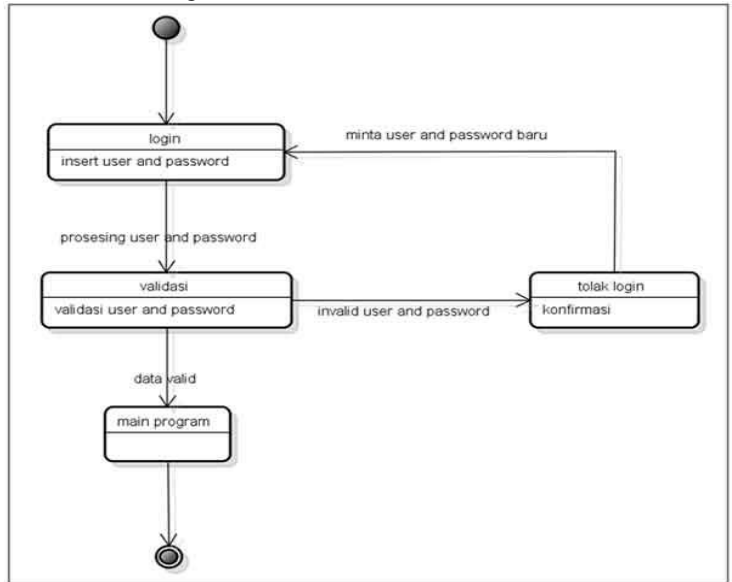 login
insert user and password
minta user and password baru
prosesing user and password
validasi
validasi user and password
invalid user and password
tolak login
konfirmasi
data valid
main program